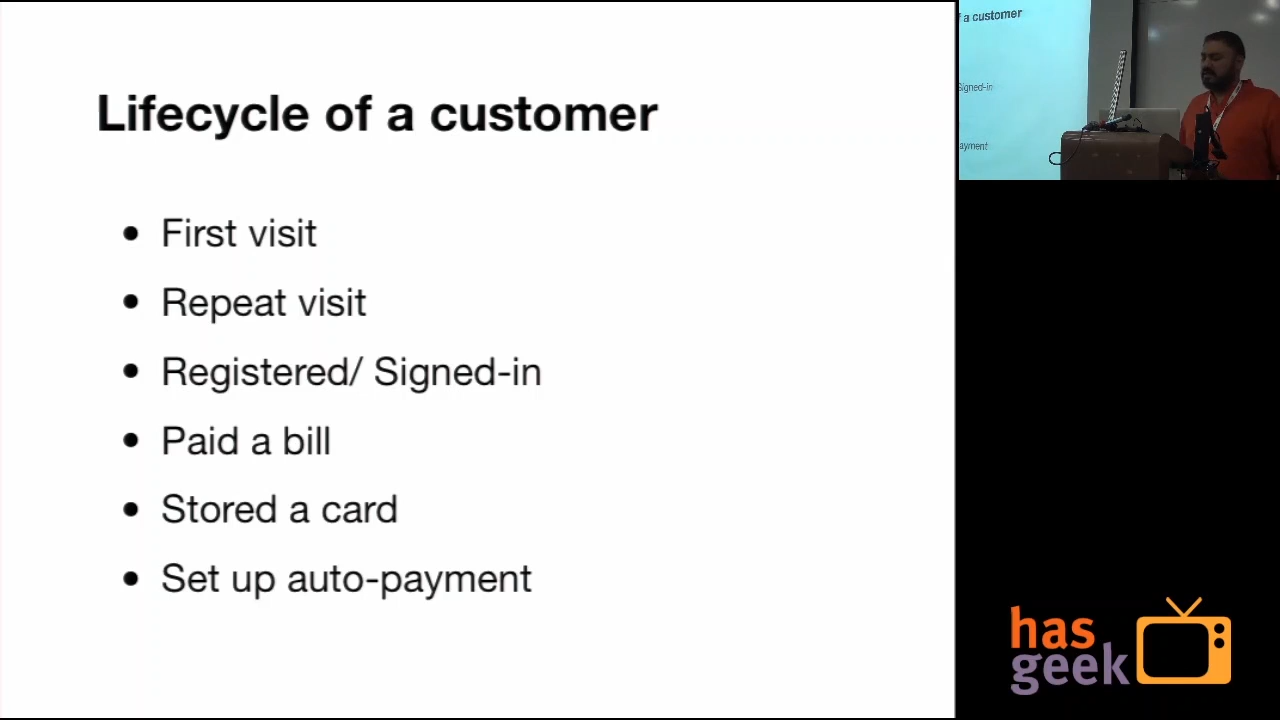 Lifecycle of a customer
• First visit
• Repeat visit
• Registered/ Signed-in
• Paid a bill
• Stored a card
• Set up auto-payment
f a customer
Signed-in
ayment
has
geek